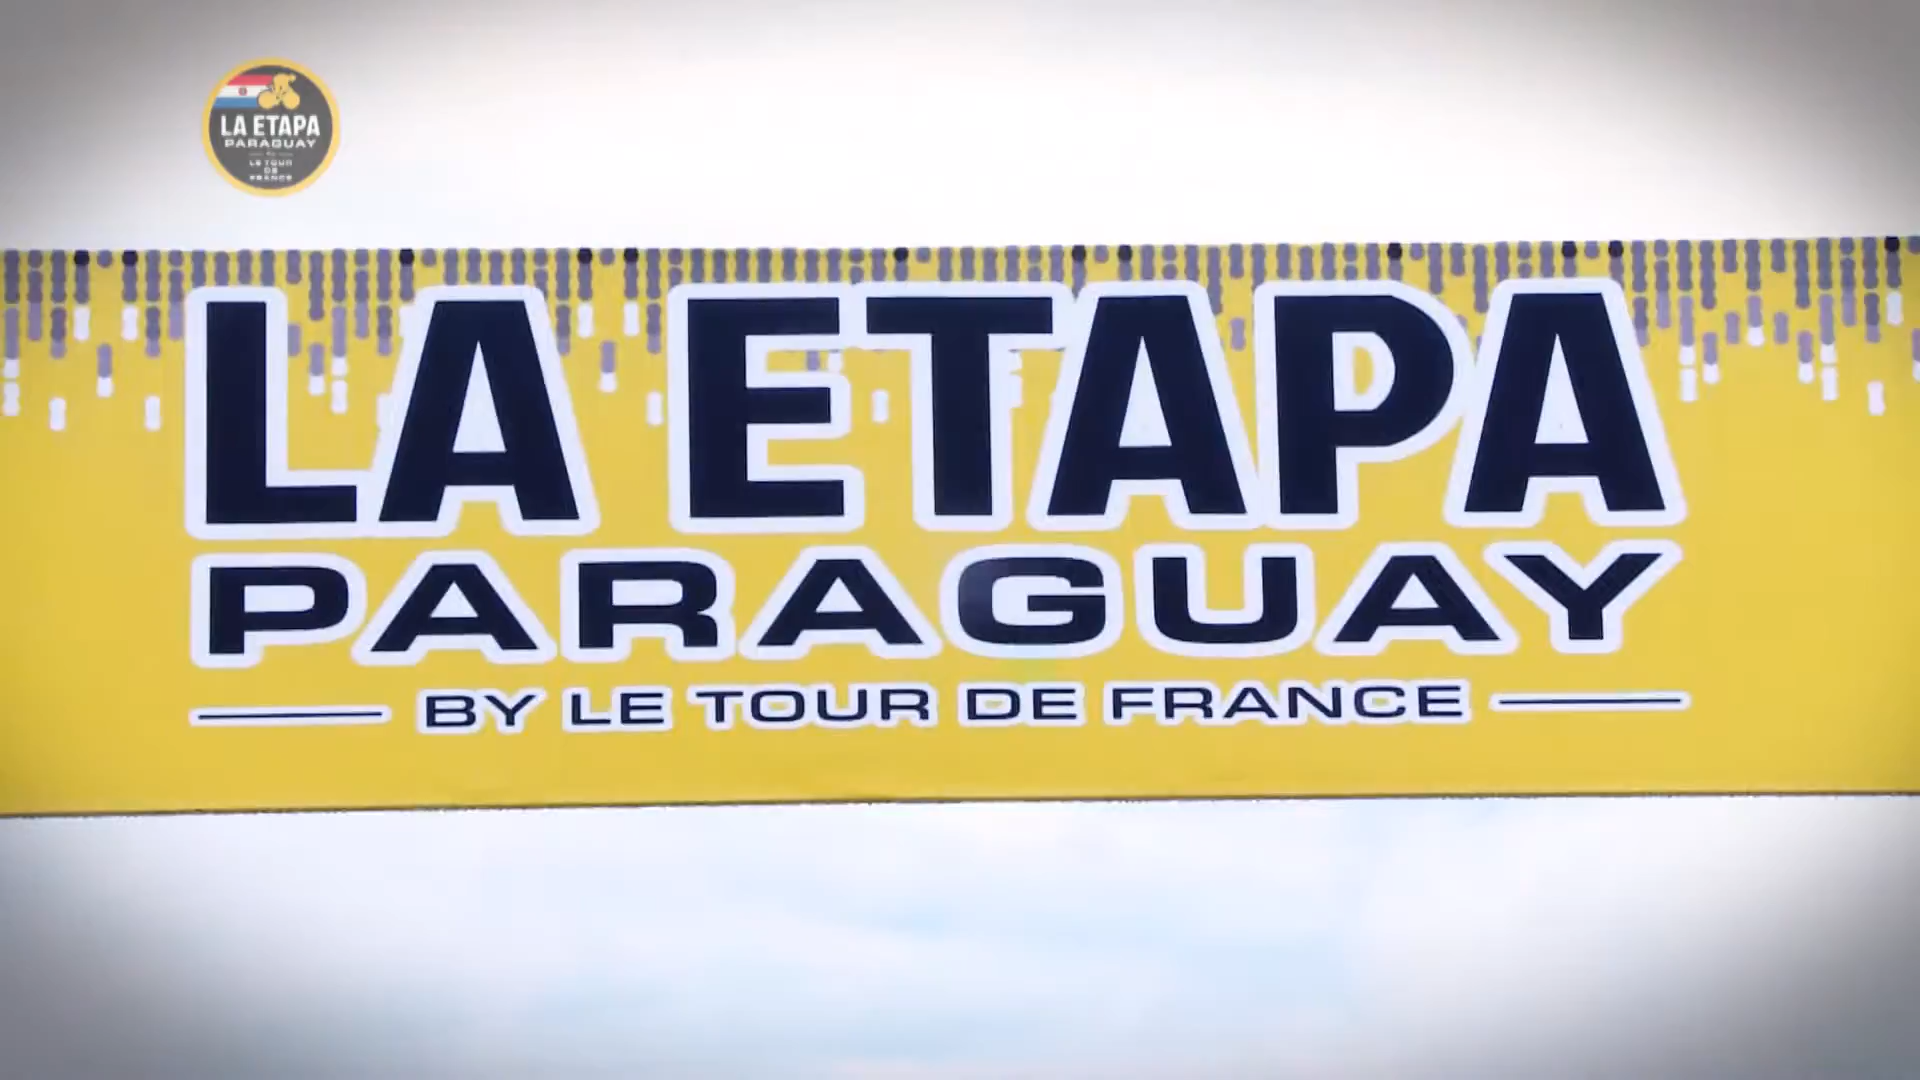 LA ETAPA
PARAGUAY
LE TOUR
DE
FRANCE
LA ETAPA
PARAGUAY
BY LE TOUR DE FRANCE